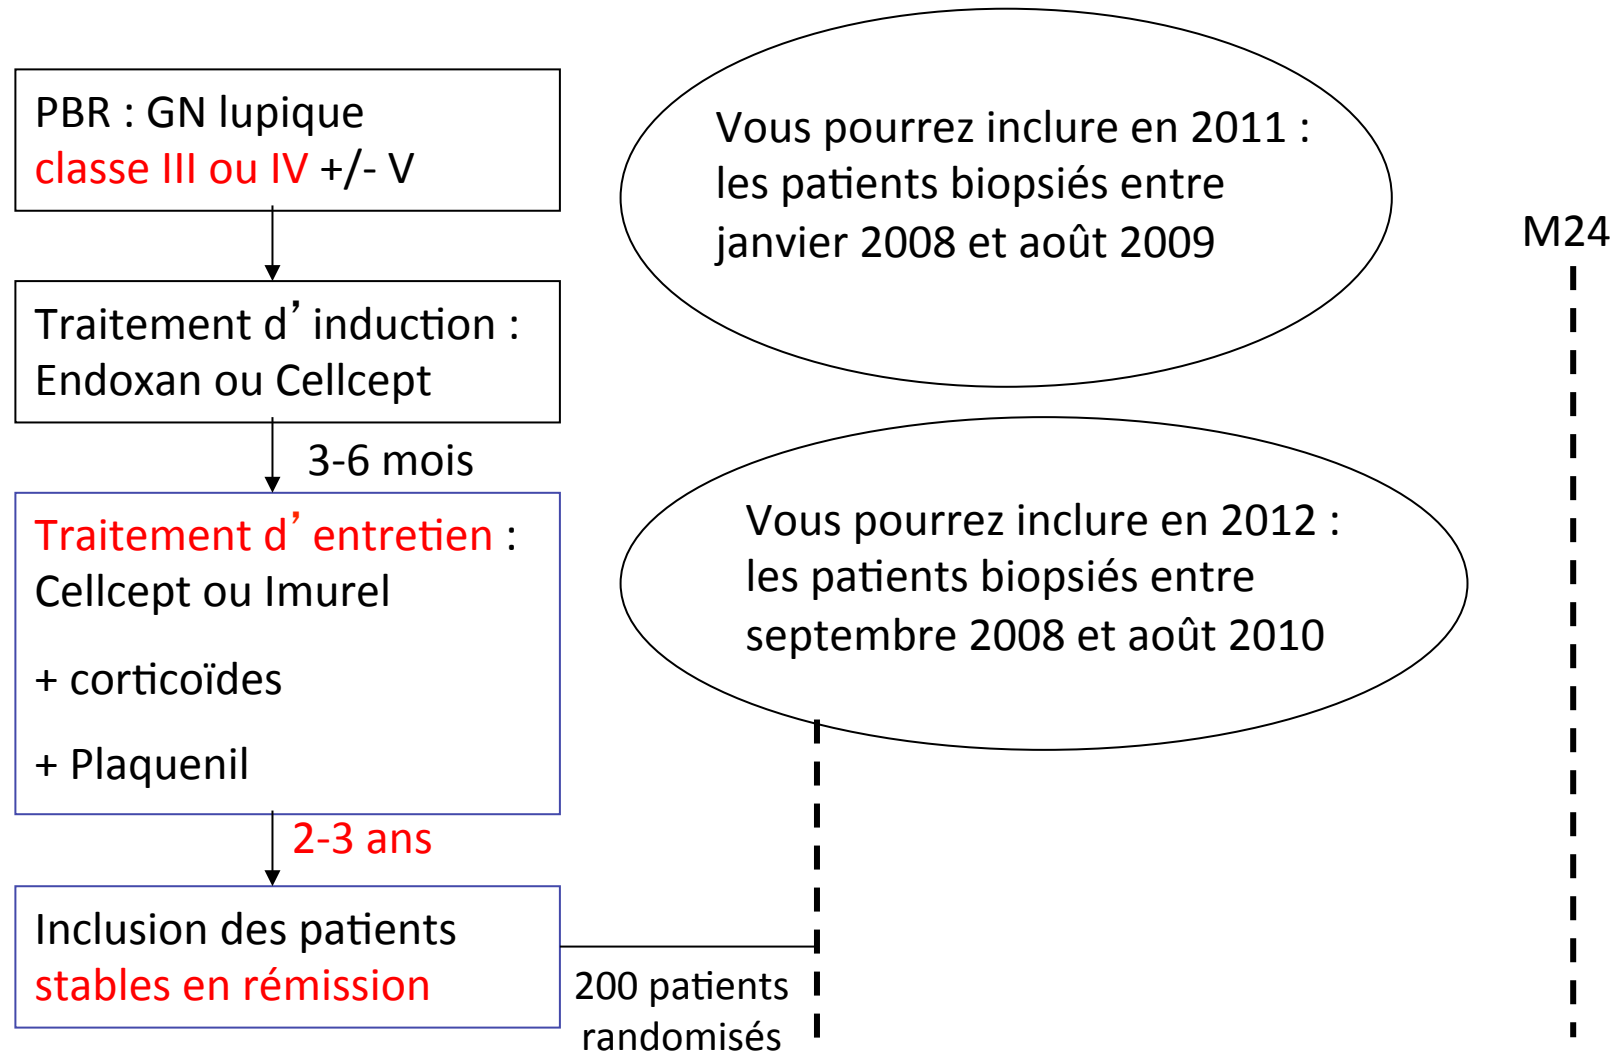 PBR : GN lupique
classe III ou IV +/- V
Traitement d’ induction :
Endoxan ou Cellcept
3-6 mois
Traitement d’ entretien :
Cellcept ou Imurel
+ corticoïdes
+ Plaquenil
2-3 ans
Inclusion des patients
stables en rémission
200 patients
randomisés
Vous pourrez inclure en 2011 :
les patients biopsiés entre
janvier 2008 et août 2009
Vous pourrez inclure en 2012 :
les patients biopsiés entre
septembre 2008 et août 2010
M24